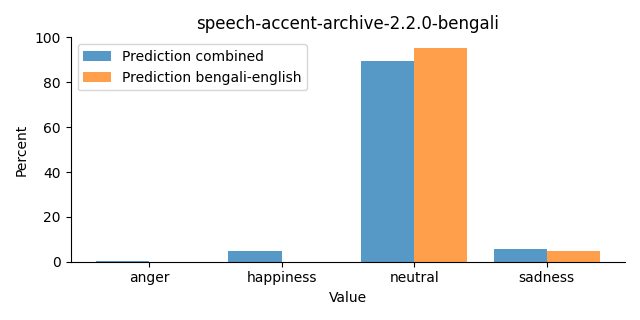 speech-accent-archive-2.2.0-bengali
Prediction combined
Prediction bengali-english
Percent
100
80
60
40
20
0
anger happiness neutral sadness
Value